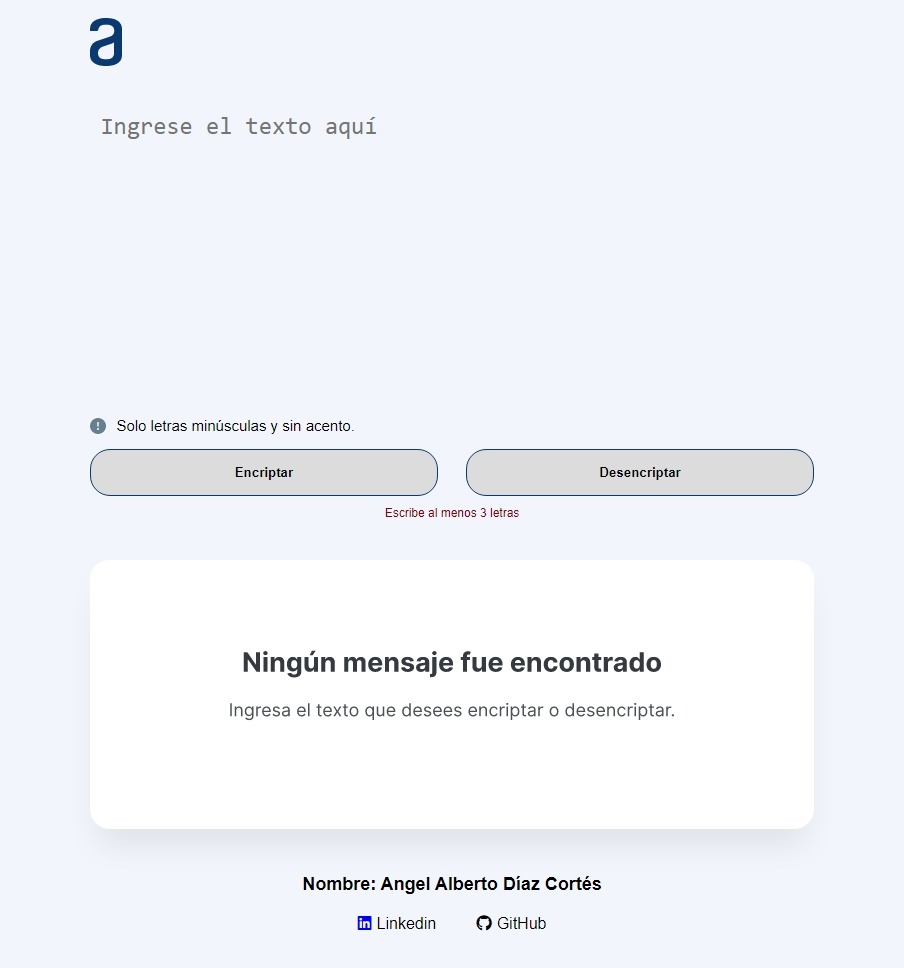 a
Ingrese el texto aquí
Solo letras minúsculas y sin acento.
Encriptar
Desencriptar
Escribe al menos 3 letras
Ningún mensaje fue encontrado
Ingresa el texto que desees encriptar o desencriptar.
Nombre: Angel Alberto Díaz Cortés
in Linkedin
GitHub